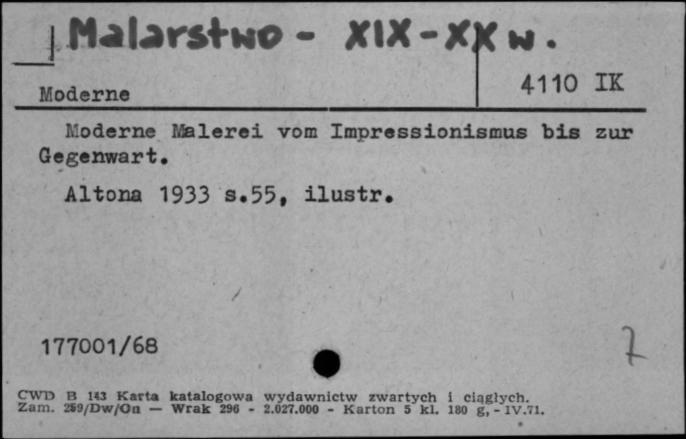 Malarstwo - XIX-XX w.
4110 IK
Moderne
Moderne Malerei vom Impressionismus bis zur
Gegenwart.
Altona 1933 s.55, ilustr.
177001/68
7
CWD B 143 Karta katalogowa wydawnictw zwartych i ciągłych.
Zam. 259/Dw/On — Wrak 296 - 2.027.000 - Karton 5 kl. 180 g, - IV.71.